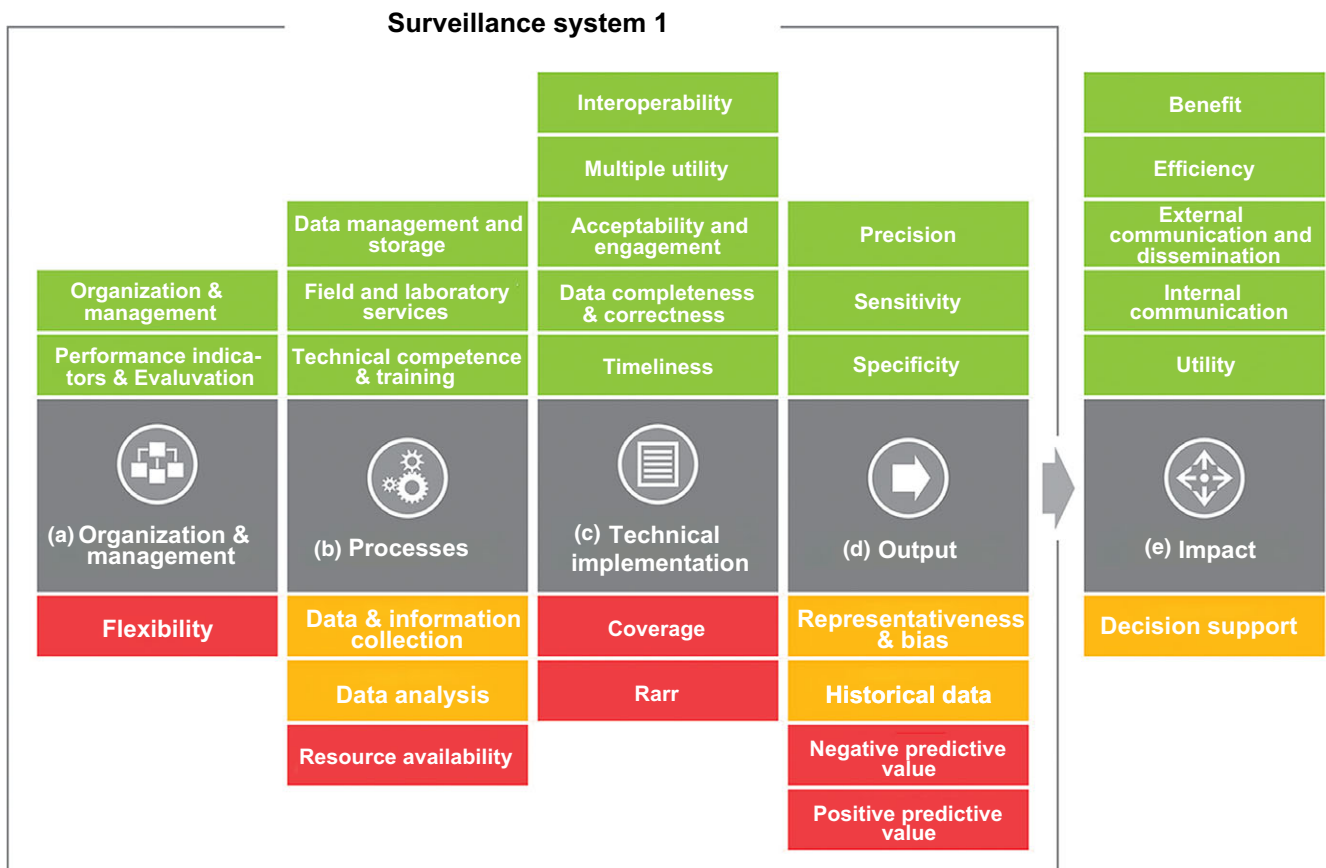 Surveillance system 1
Organization &
management
Performance indica-
tors & Evaluvation
(a) Organization &
management
Flexibility
Data management and
storage
Field and laboratory
services
Technical competence
& training
(b) Processes
Data & information
collection
Data analysis
Resource availability
Interoperability
Multiple utility
Acceptability and
engagement
Data completeness
& correctness
Timeliness
(c) Technical
implementation
Coverage
Rarr
Precision
Sensitivity
Specificity
(d) Output
Representativeness
& bias
Historical data
Negative predictive
value
Positive predictive
value
Benefit
Efficiency
External
communication and
dissemination
Internal
communication
Utility
(e) Impact
Decision support